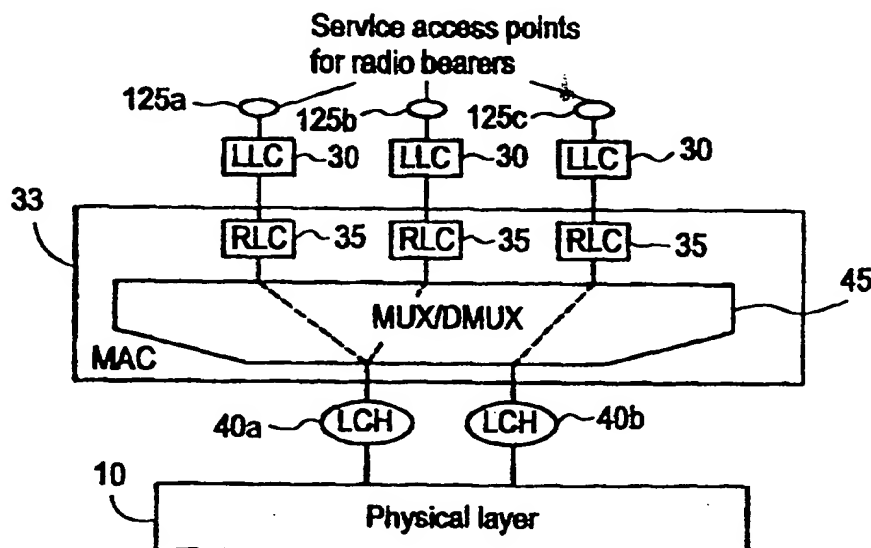 Service access points
for radio bearers
125a 125b 125c
LLC 30 LLC 30 LLC 30
33
RLC 35 RLC 35 RLC 35
45
MUX/DMUX
MAC
40a LCH LCH 40b
10
Physical layer